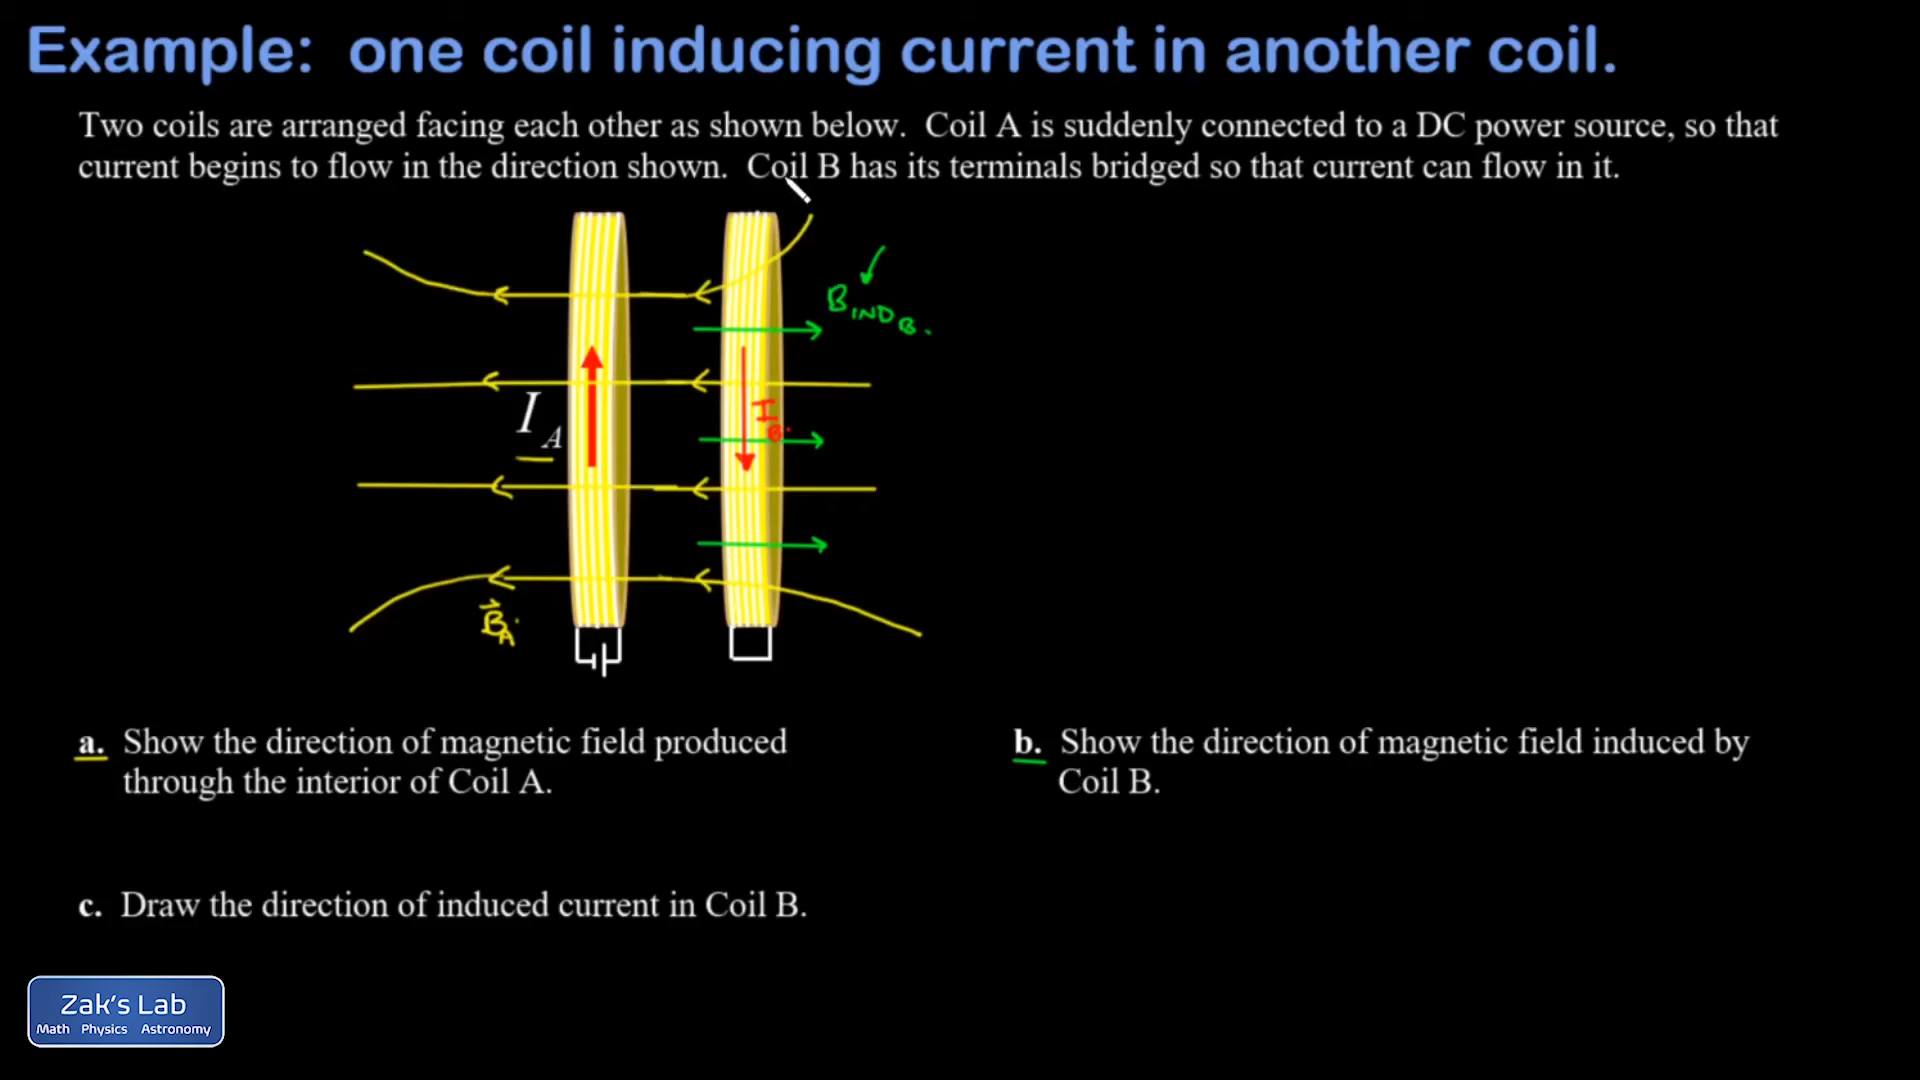 Example: one coil inducing current in another coil.
Two coils are arranged facing each other as shown below. Coil A is suddenly connected to a DC power source, so that
current begins to flow in the direction shown. Coil B has its terminals bridged so that current can flow in it.
B IND B.
I A
I B.
B A
a. Show the direction of magnetic field produced
through the interior of Coil A.
b. Show the direction of magnetic field induced by
Coil B.
c. Draw the direction of induced current in Coil B.
Zak's Lab
Math Physics Astronomy